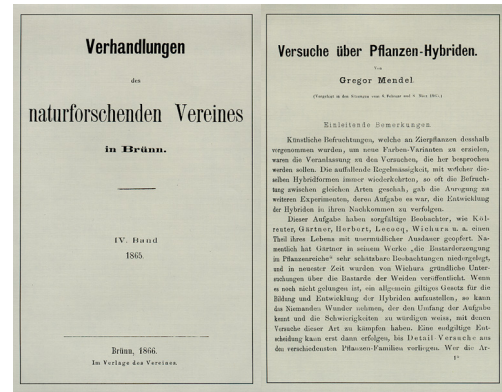 Verhandlungen
des
naturforschenden Vereines
in Brünn.
IV. Band
1865.
Brünn, 1866.
Im Verlage des Vereines.
Versuche über Pflanzen-Hybriden.
Von
Gregor Mendel.
(Vorgelegt in den Sitzungen vom 8. Februar und 8. März 1865.)
Einleitende Bemerkungen.
Künstliche Befruchtungen, welche an Zierpflanzen desshalb
vorgenommen wurden, um neue Farben-Varianten zu erzielen,
waren die Veranlassung zu den Versuchen, die her besprochen
werden sollen. Die auffallende Regelmässigkeit, mit welcher die-
selben Hybridformen immer wiederkehrten, so oft die Befruch-
tung zwischen gleichen Arten geschah, gab die Anregung zu
weiteren Experimenten, deren Aufgabe es war, die Entwicklung
der Hybriden in ihren Nachkommen zu verfolgen.
Dieser Aufgabe haben sorgfältige Beobachter, wie Köl-
reuter, Gärtner, Herbert, Lecocq, Wichura u. a. einen
Theil ihres Lebens mit unermüdlicher Ausdauer geopfert. Na-
mentlich hat Gärtner in seinem Werke „die Bastarderzeugung
im Pflanzenreiche“ sehr schätzbare Beobachtungen niedergelegt,
und in neuester Zeit wurden von Wichura gründliche Unter-
suchungen über die Bastarde der Weiden veröffentlicht. Wenn
es noch nicht gelungen ist, ein allgemein giltiges Gesetz für die
Bildung und Entwicklung der Hybriden aufzustellen, so kann
das Niemanden Wunder nehmen, der den Umfang der Aufgabe
kennt und die Schwierigkeiten zu würdigen weiss, mit denen
Versuche dieser Art zu kämpfen haben. Eine endgiltige Ent-
scheidung kann erst dann erfolgen, bis Detail-Versuche aus
den verschiedensten Pflanzen-Familien vorliegen. Wer die Ar-
1*